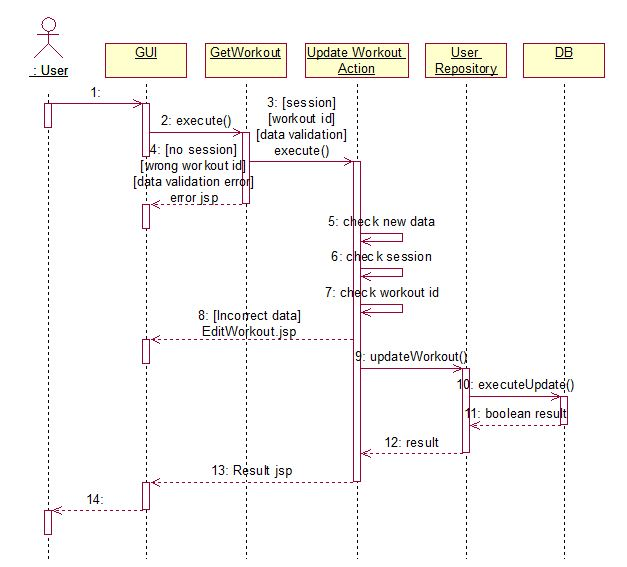 : User
GUI
GetWorkout
Update Workout
Action
User
Repository
DB
1:
2: execute()
3: [session]
[workout id]
[data validation]
execute()
4: [no session]
[wrong workout id]
[data validation error]
error jsp
5: check new data
6: check session
7: check workout id
8: [Incorrect data]
EditWorkout.jsp
9: updateWorkout()
10: executeUpdate()
11: boolean result
12: result
13: Result jsp
14: